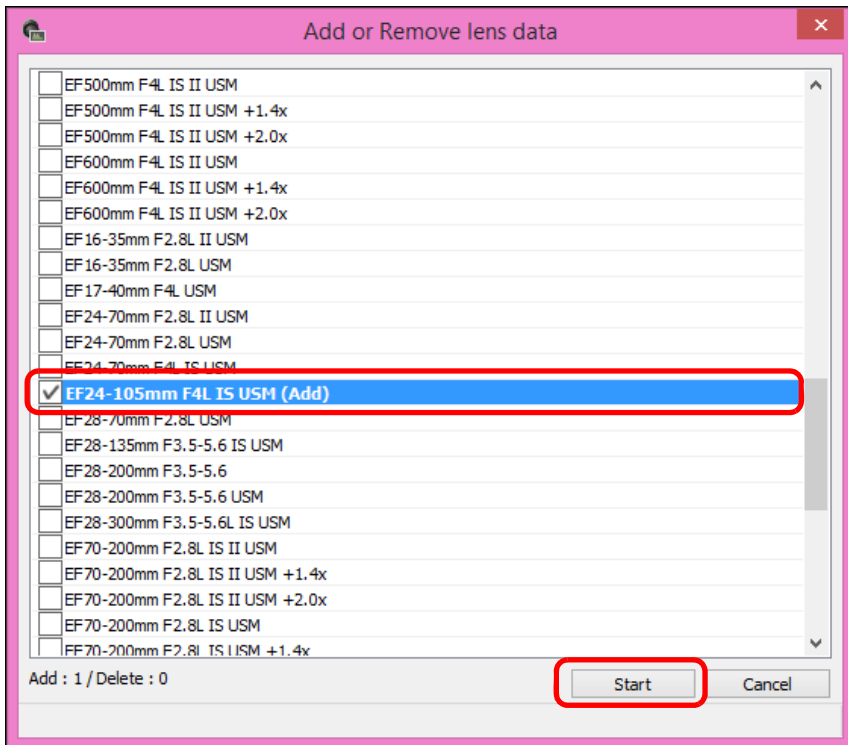 Add or Remove lens data
EF500mm F4L IS II USM
EF500mm F4L IS II USM +1.4x
EF500mm F4L IS II USM +2.0x
EF600mm F4L IS II USM
EF600mm F4L IS II USM +1.4x
EF600mm F4L IS II USM +2.0x
EF16-35mm F2.8L II USM
EF16-35mm F2.8L USM
EF17-40mm F4L USM
EF24-70mm F2.8L II USM
EF24-70mm F2.8L USM
EF24-70mm F4L IS USM
EF24-105mm F4L IS USM (Add)
EF28-70mm F2.8L USM
EF28-135mm F3.5-5.6 IS USM
EF28-200mm F3.5-5.6
EF28-200mm F3.5-5.6 USM
EF28-300mm F3.5-5.6L IS USM
EF70-200mm F2.8L IS II USM
EF70-200mm F2.8L IS II USM +1.4x
EF70-200mm F2.8L IS II USM +2.0x
EF70-200mm F2.8L IS USM
EF70-200mm F2.8L IS USM +1.4x
Add : 1 / Delete : 0
Start
Cancel